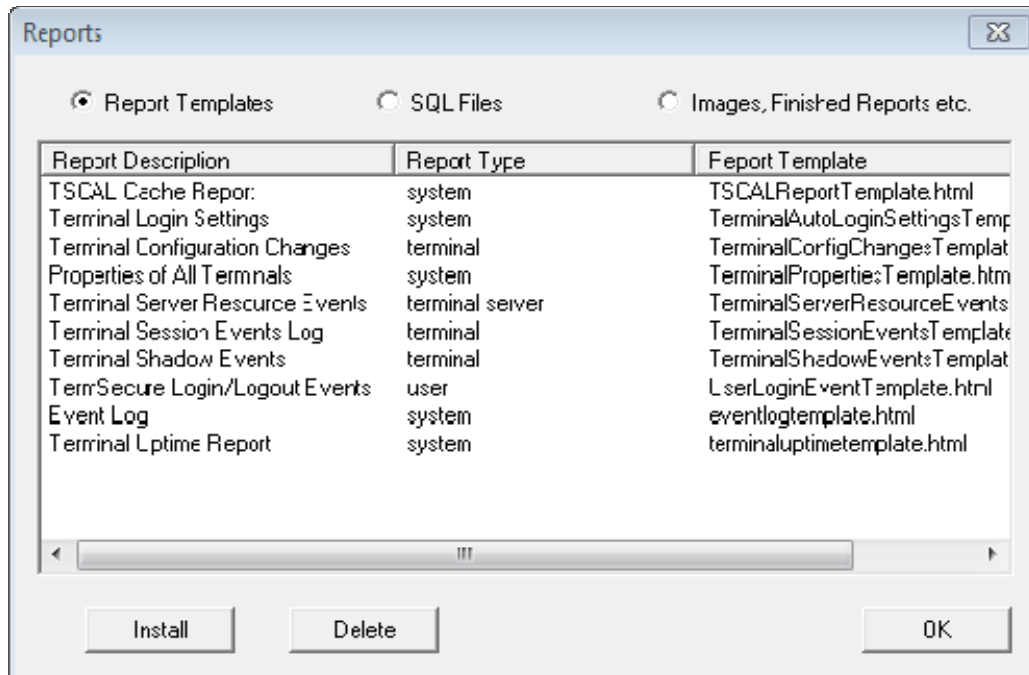 Reports
Report Templates SQL Files Images, Finished Reports etc.
Report Description Report Type Report Template
TSCAL Cache Report system TSCALReportTemplate.html
Terminal Login Settings system TerminalAutoLoginSettingsTemp
Terminal Configuration Changes terminal TerminalConfigChangesTemplat
Properties of All Terminals system TerminalPropertiesTemplate.htm
Terminal Server Resource Events terminal server TerminalServerResourceEvents
Terminal Session Events Log terminal TerminalSessionEventsTemplate
Terminal Shadow Events terminal TerminalShadowEventsTemplat
TermSecure Login/Logout Events user UserLoginEventTemplate.html
Event Log system eventlogtemplate.html
Terminal Uptime Report system terminaluptimetemplate.html
Install Delete OK